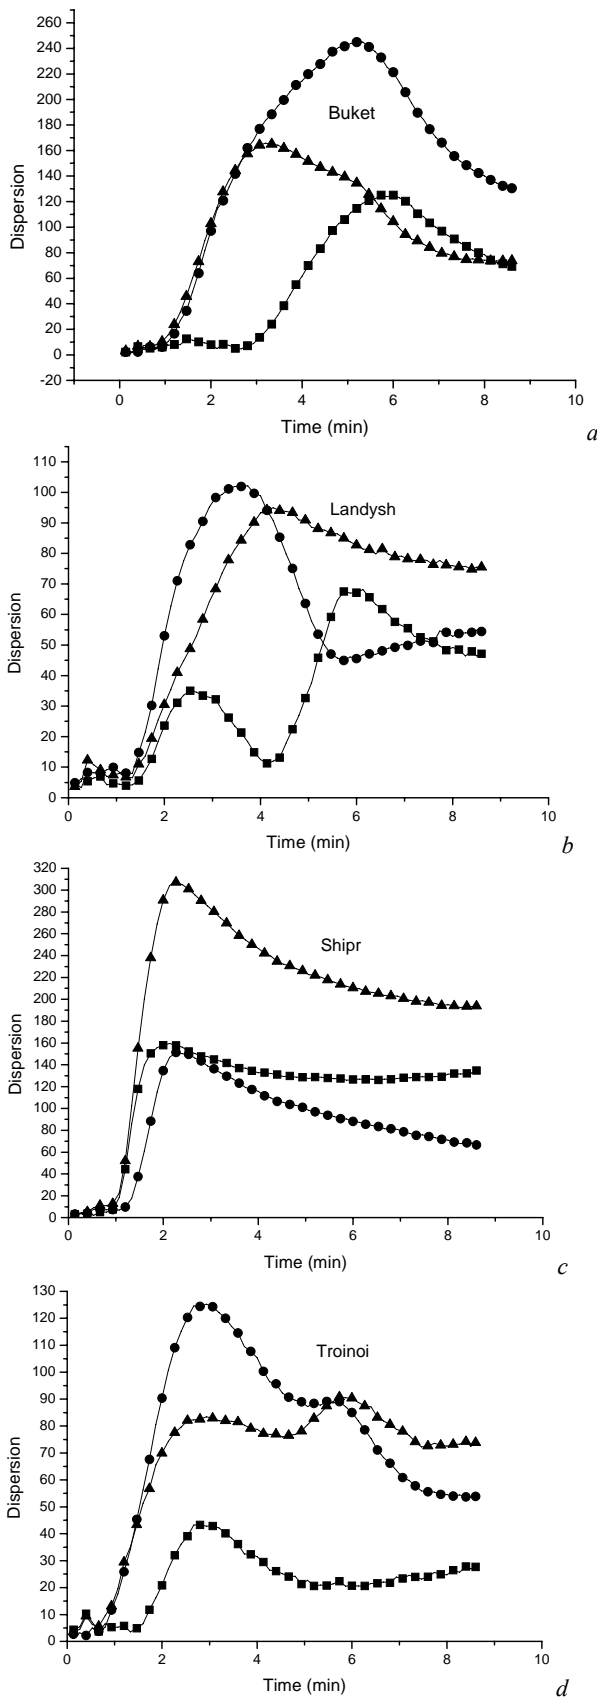 260
240
220
200
180
160
140
120
100
80
60
40
20
0
-20
Dispersion
Buket
0 2 4 6 8 10
Time (min)
a
110
100
90
80
70
60
50
40
30
20
10
0
Dispersion
Landysh
0 2 4 6 8 10
Time (min)
b
320
300
280
260
240
220
200
180
160
140
120
100
80
60
40
20
0
Dispersion
Shipr
0 2 4 6 8 10
Time (min)
c
130
120
110
100
90
80
70
60
50
40
30
20
10
0
Dispersion
Troinoi
0 2 4 6 8 10
Time (min)
d